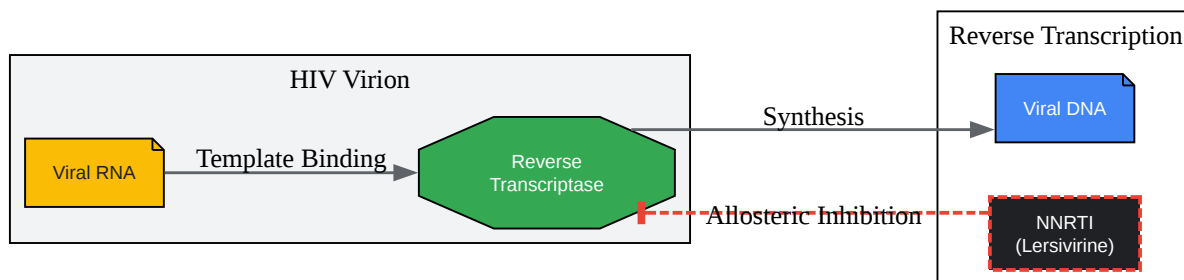 Reverse Transcription
HIV Virion
Viral DNA
Synthesis
Viral RNA
Template Binding
Reverse
Transcriptase
Allosteric Inhibition
NNRTI
(Lersivirine)